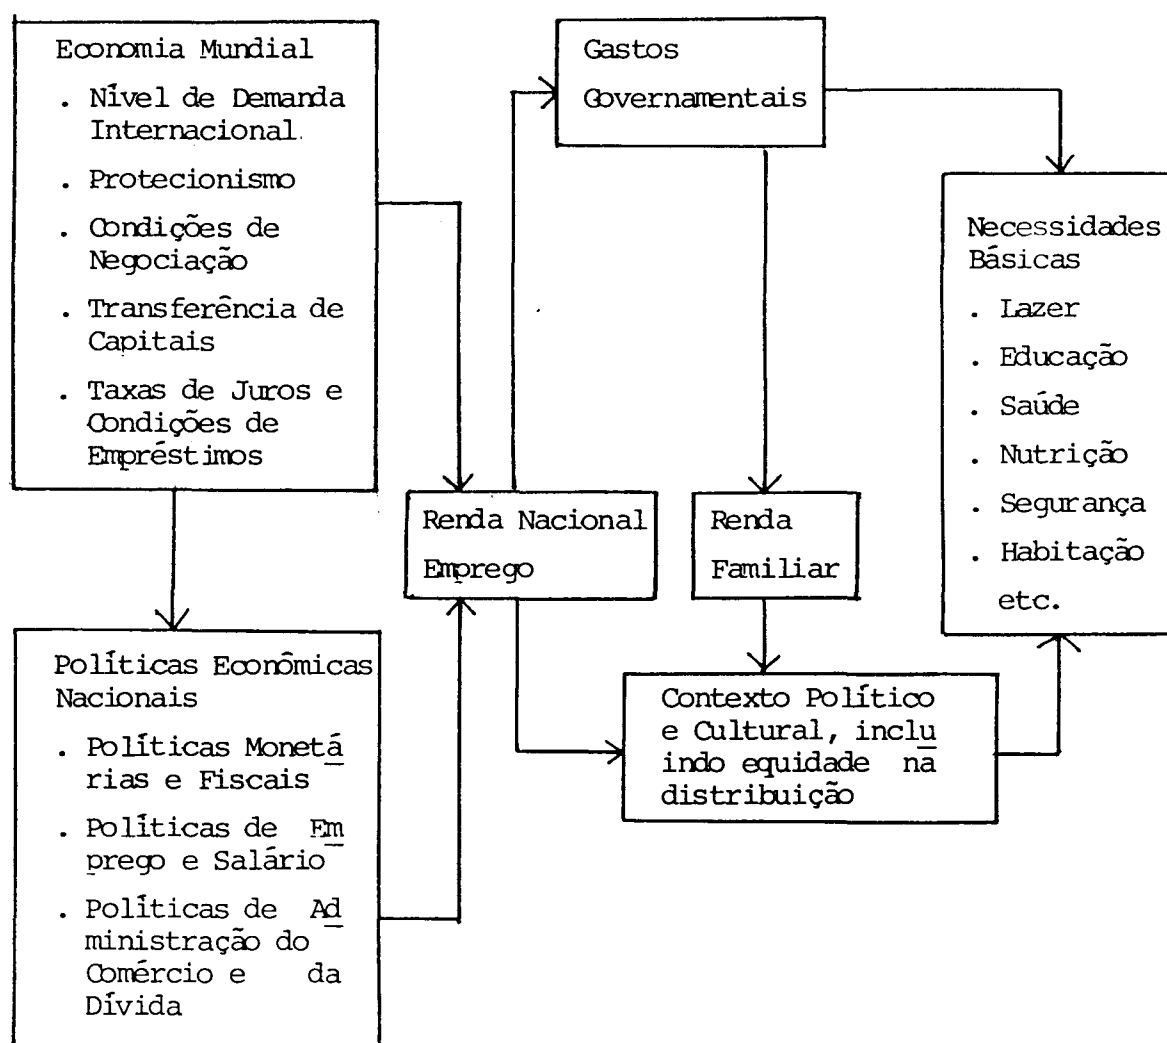 Economia Mundial
. Nível de Demanda
Internacional
. Protecionismo
. Condições de
Negociação
. Transferência de
Capitais
. Taxas de Juros e
Condições de
Empréstimos
Gastos
Governamentais
Necessidades
Básicas
. Lazer
. Educação
. Saúde
. Nutrição
. Segurança
. Habitação
etc.
Renda Nacional
Emprego
Renda
Familiar
Políticas Econômicas
Nacionais
. Políticas Monetá
rias e Fiscais
. Políticas de Em
prego e Salário
. Políticas de Ad
ministração do
Comércio e da
Dívida
Contexto Político
e Cultural, inclu
indo equidade na
distribuição